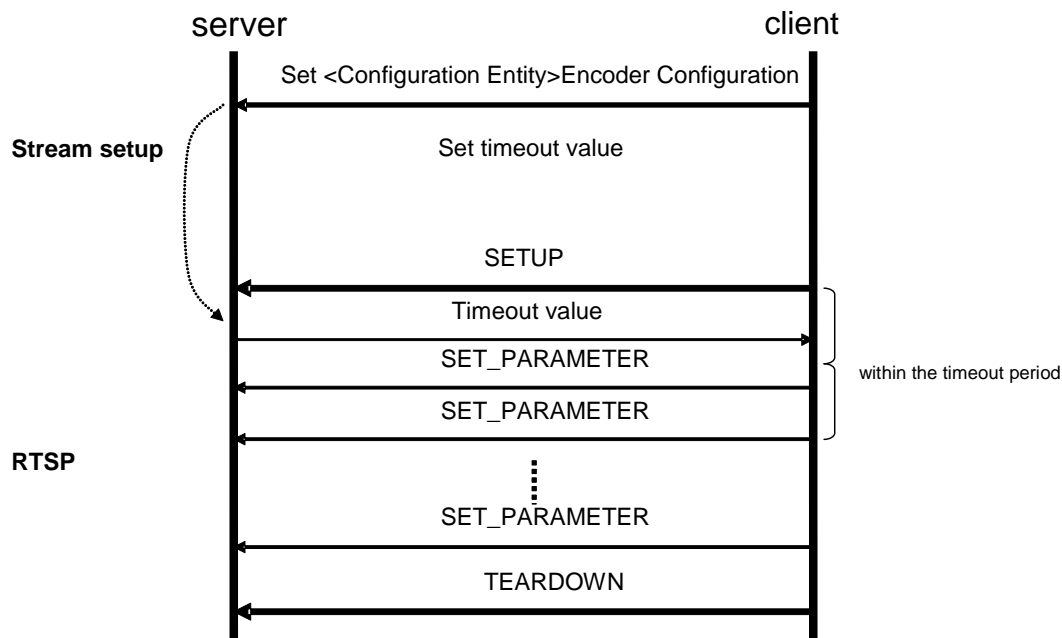 server
client
Set <Configuration Entity>Encoder Configuration
Stream setup
Set timeout value
SETUP
Timeout value
SET_PARAMETER
within the timeout period
SET_PARAMETER
RTSP
SET_PARAMETER
TEARDOWN